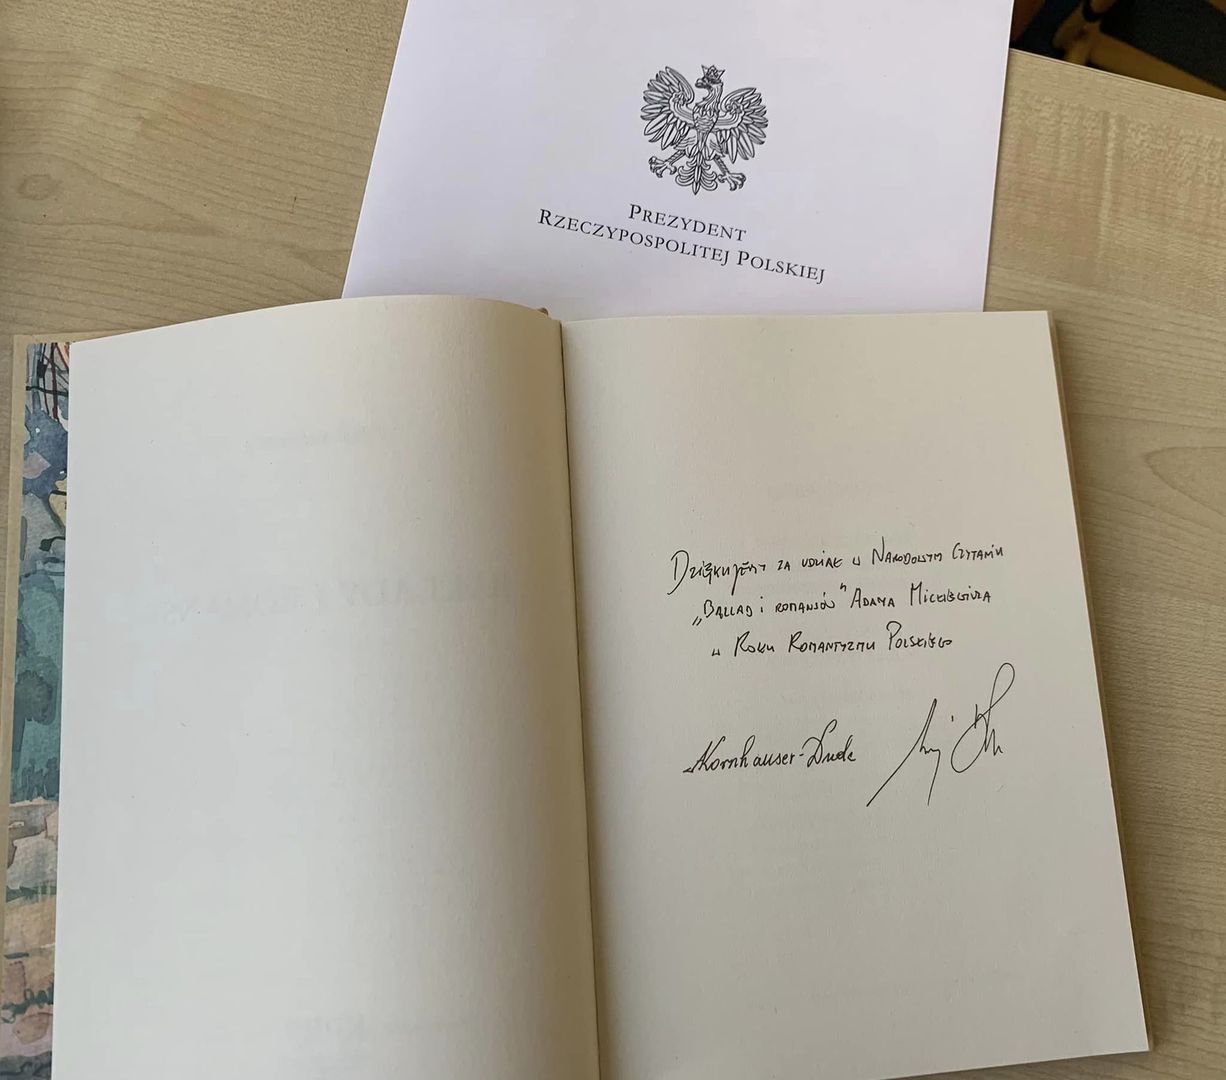 PREZYDENT
RZECZYPOSPOLITEJ POLSKIEJ
DZIĘKUJEMY ZA UDZIAŁ W NARODOWYM CZYTANIU
„BALLAD i ROMANSÓW” ADAMA MICKIEWICZA
W ROKU ROMANTYZMU POLSKIEGO
Kornhauser-Duda